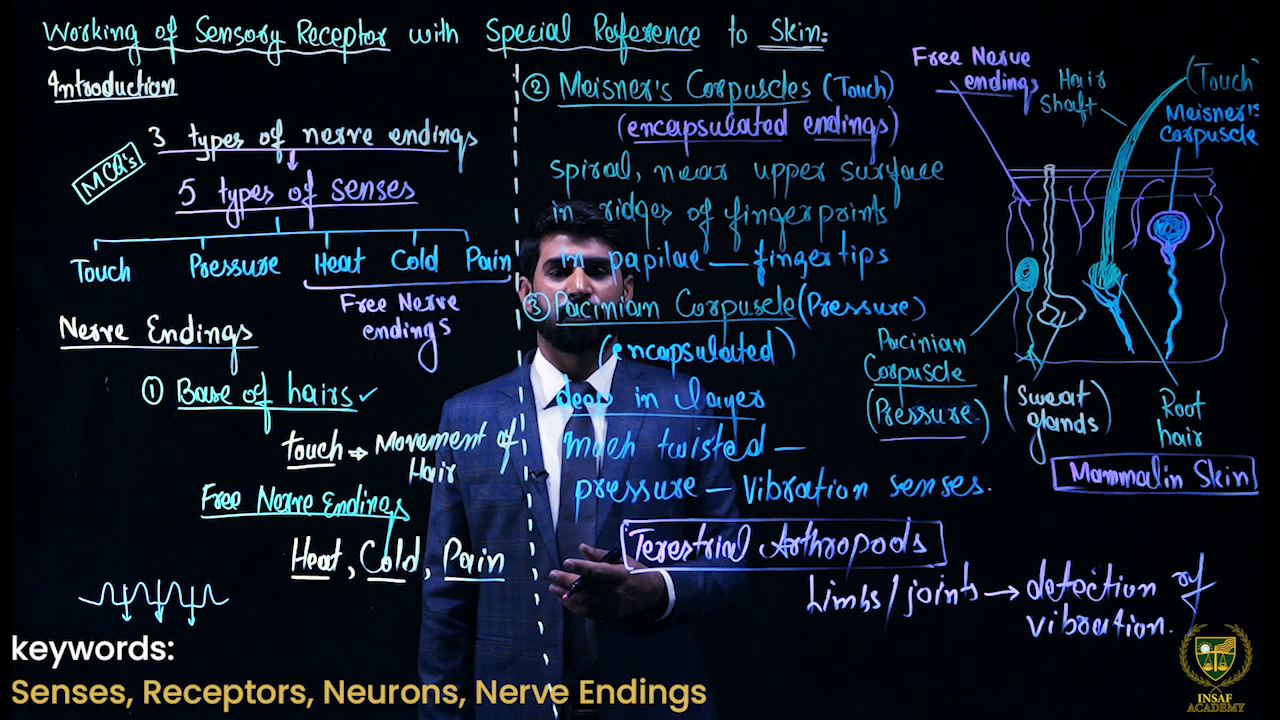 Working of Sensory Receptor with Special Reference to Skin:
Introduction
3 types of nerve endings
MCQ's
5 types of senses
Touch Pressure Heat Cold Pain
Free Nerve
endings
Nerve Endings
① Base of hairs ✓
touch → Movement of
Hair
Free Nerve Endings
Heat, Cold, Pain
② Meisner's Corpuscles (Touch)
(encapsulated endings)
spiral, near upper surface
in ridges of fingerprints
in papilae — fingertips
③ Pacinian Corpuscle (Pressure)
(encapsulated)
deap in layer
much twisted —
pressure — Vibration senses.
Terestrial Arthropods
Limbs/joints → detection of
vibration.
Free Nerve
endings
Hair
Shaft
(Touch)
Meisner's
corpuscle
Pacinian
Corpuscle
(Pressure)
(Sweat
glands)
Root
hair
Mammalin Skin
keywords:
Senses, Receptors, Neurons, Nerve Endings
INSAF
ACADEMY